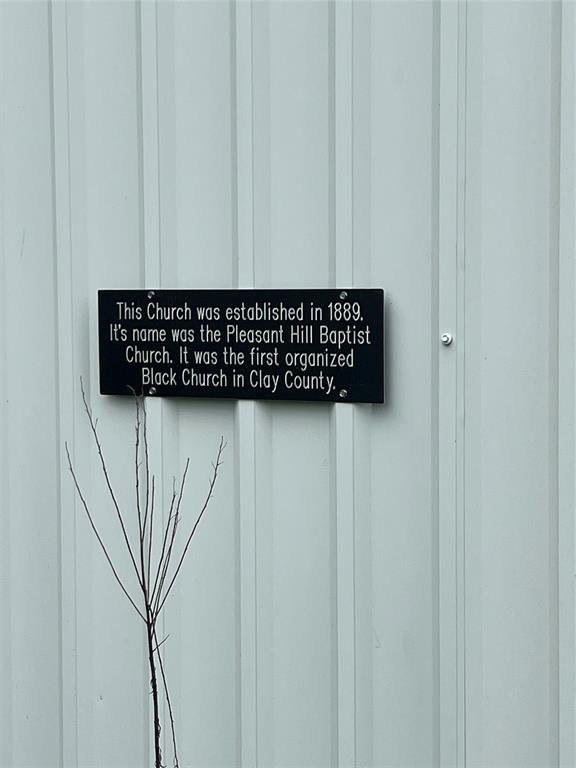 This Church was established in 1889.
It's name was the Pleasant Hill Baptist
Church. It was the first organized
Black Church in Clay County.